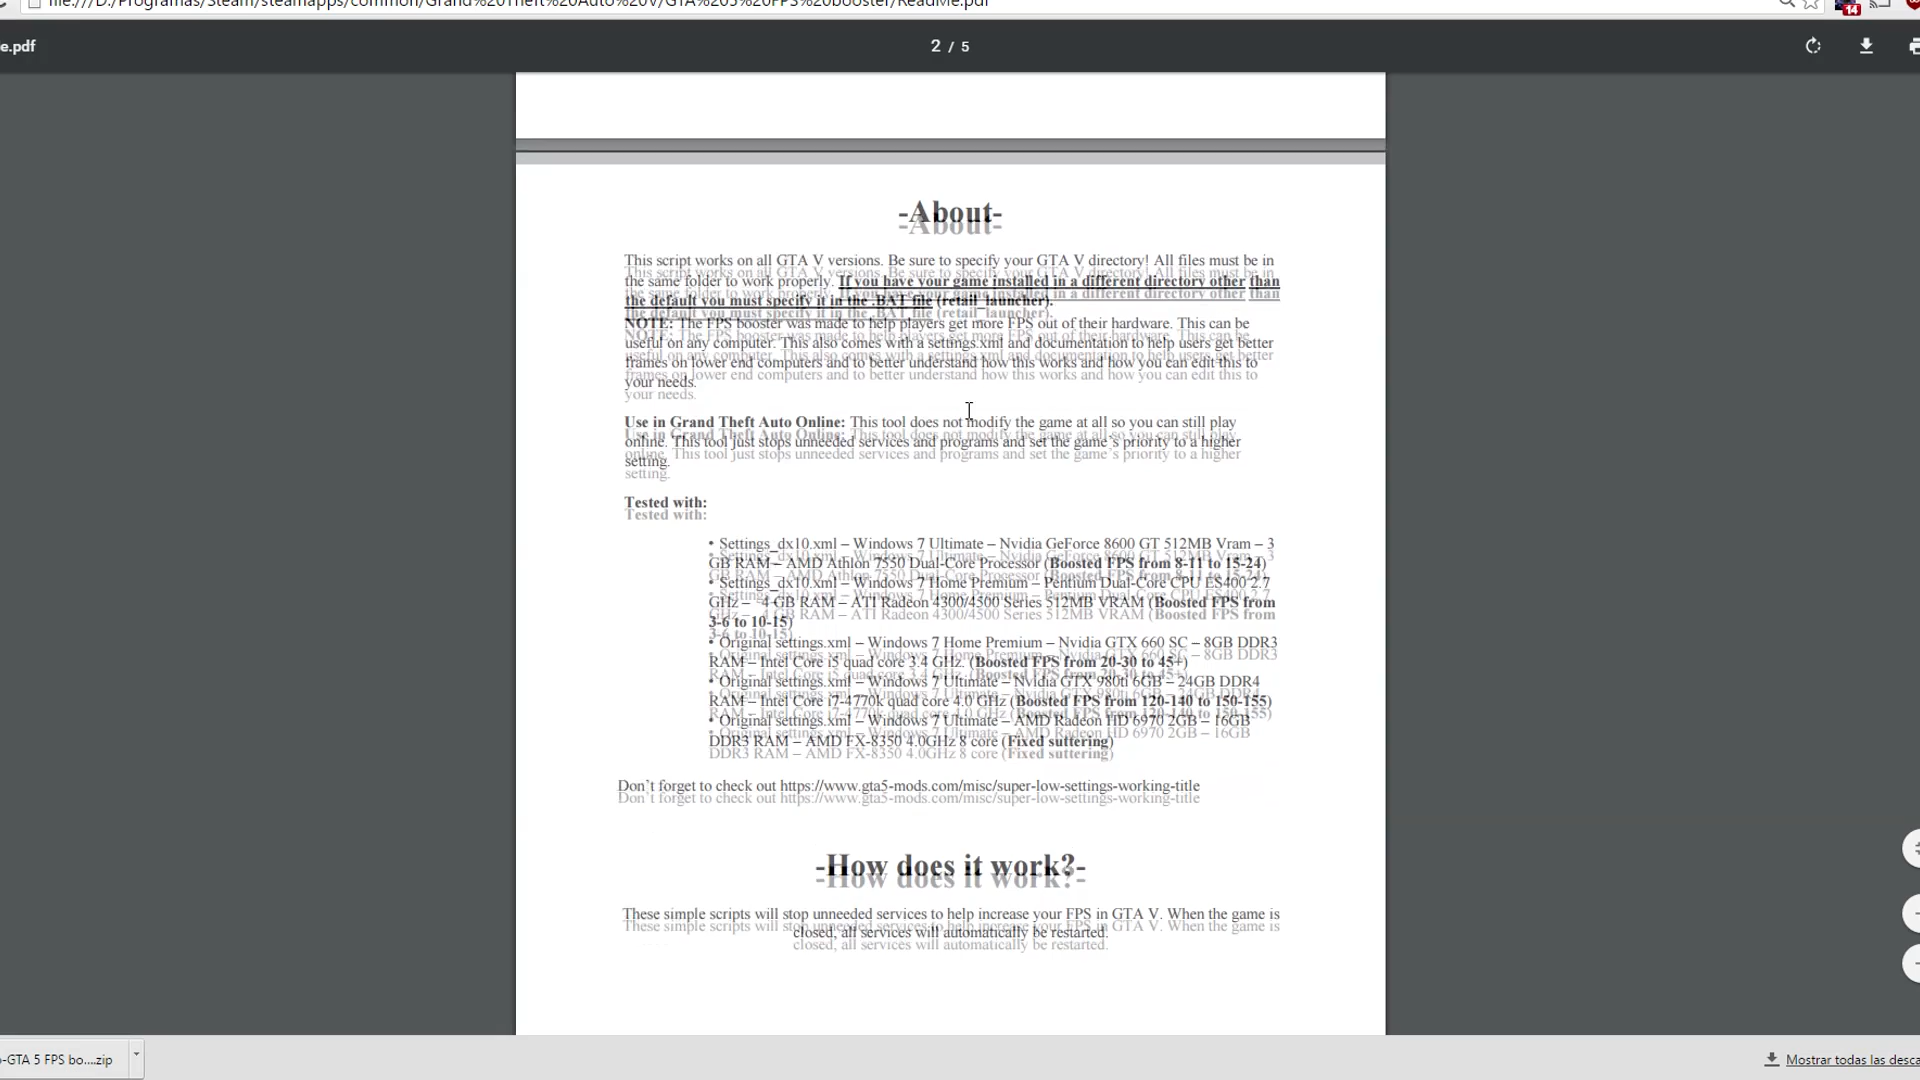 file:///D:/Programas/Steam/steamapps/common/Grand%20Theft%20Auto%20V/GTA%205%20FPS%20booster/ReadMe.pdf
14
e.pdf
2 / 5
-About-
This script works on all GTA V versions. Be sure to specify your GTA V directory! All files must be in
the same folder to work properly. If you have your game installed in a different directory other than
the default you must specify it in the .BAT file (retail_launcher).
NOTE: The FPS booster was made to help players get more FPS out of their hardware. This can be
useful on any computer. This also comes with a settings.xml and documentation to help users get better
frames on lower end computers and to better understand how this works and how you can edit this to
your needs.
Use in Grand Theft Auto Online: This tool does not modify the game at all so you can still play
online. This tool just stops unneeded services and programs and set the game's priority to a higher
setting.
Tested with:
• Settings_dx10.xml – Windows 7 Ultimate – Nvidia GeForce 8600 GT 512MB Vram – 3
GB RAM – AMD Athlon 7550 Dual-Core Processor (Boosted FPS from 8-11 to 15-24)
• Settings_dx10.xml – Windows 7 Home Premium – Pentium Dual-Core CPU E5400 2.7
GHz – 4 GB RAM – ATI Radeon 4300/4500 Series 512MB VRAM (Boosted FPS from
3-6 to 10-15)
• Original settings.xml – Windows 7 Home Premium – Nvidia GTX 660 SC – 8GB DDR3
RAM – Intel Core i5 quad core 3.4 GHz. (Boosted FPS from 20-30 to 45+)
• Original settings.xml – Windows 7 Ultimate – Nvidia GTX 980ti 6GB – 24GB DDR4
RAM – Intel Core i7-4770k quad core 4.0 GHz (Boosted FPS from 120-140 to 150-155)
• Original settings.xml – Windows 7 Ultimate – AMD Radeon HD 6970 2GB – 16GB
DDR3 RAM – AMD FX-8350 4.0GHz 8 core (Fixed suttering)
Don't forget to check out https://www.gta5-mods.com/misc/super-low-settings-working-title
-How does it work?-
These simple scripts will stop unneeded services to help increase your FPS in GTA V. When the game is
closed, all services will automatically be restarted.
-GTA 5 FPS bo....zip
Mostrar todas las desca